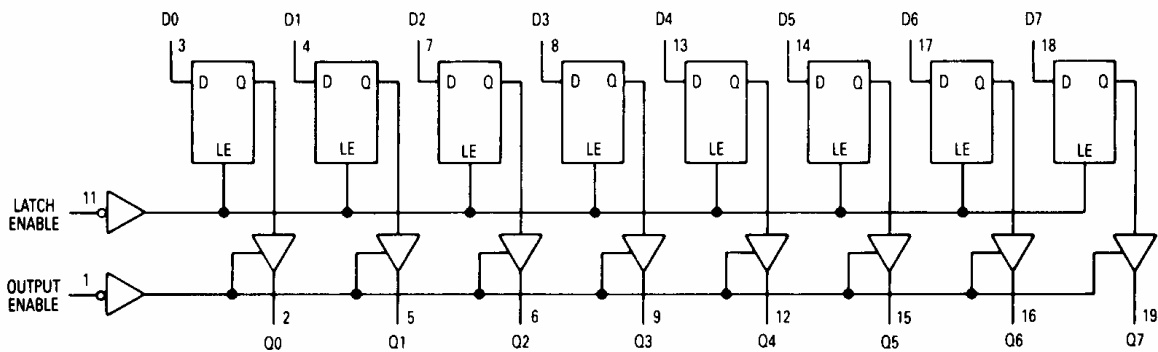 D0 D1 D2 D3 D4 D5 D6 D7
3 4 7 8 13 14 17 18
D Q D Q D Q D Q D Q D Q D Q D Q
LE LE LE LE LE LE LE LE
LATCH 11
ENABLE
OUTPUT 1
ENABLE
2 5 6 9 12 15 16 19
Q0 Q1 Q2 Q3 Q4 Q5 Q6 Q7